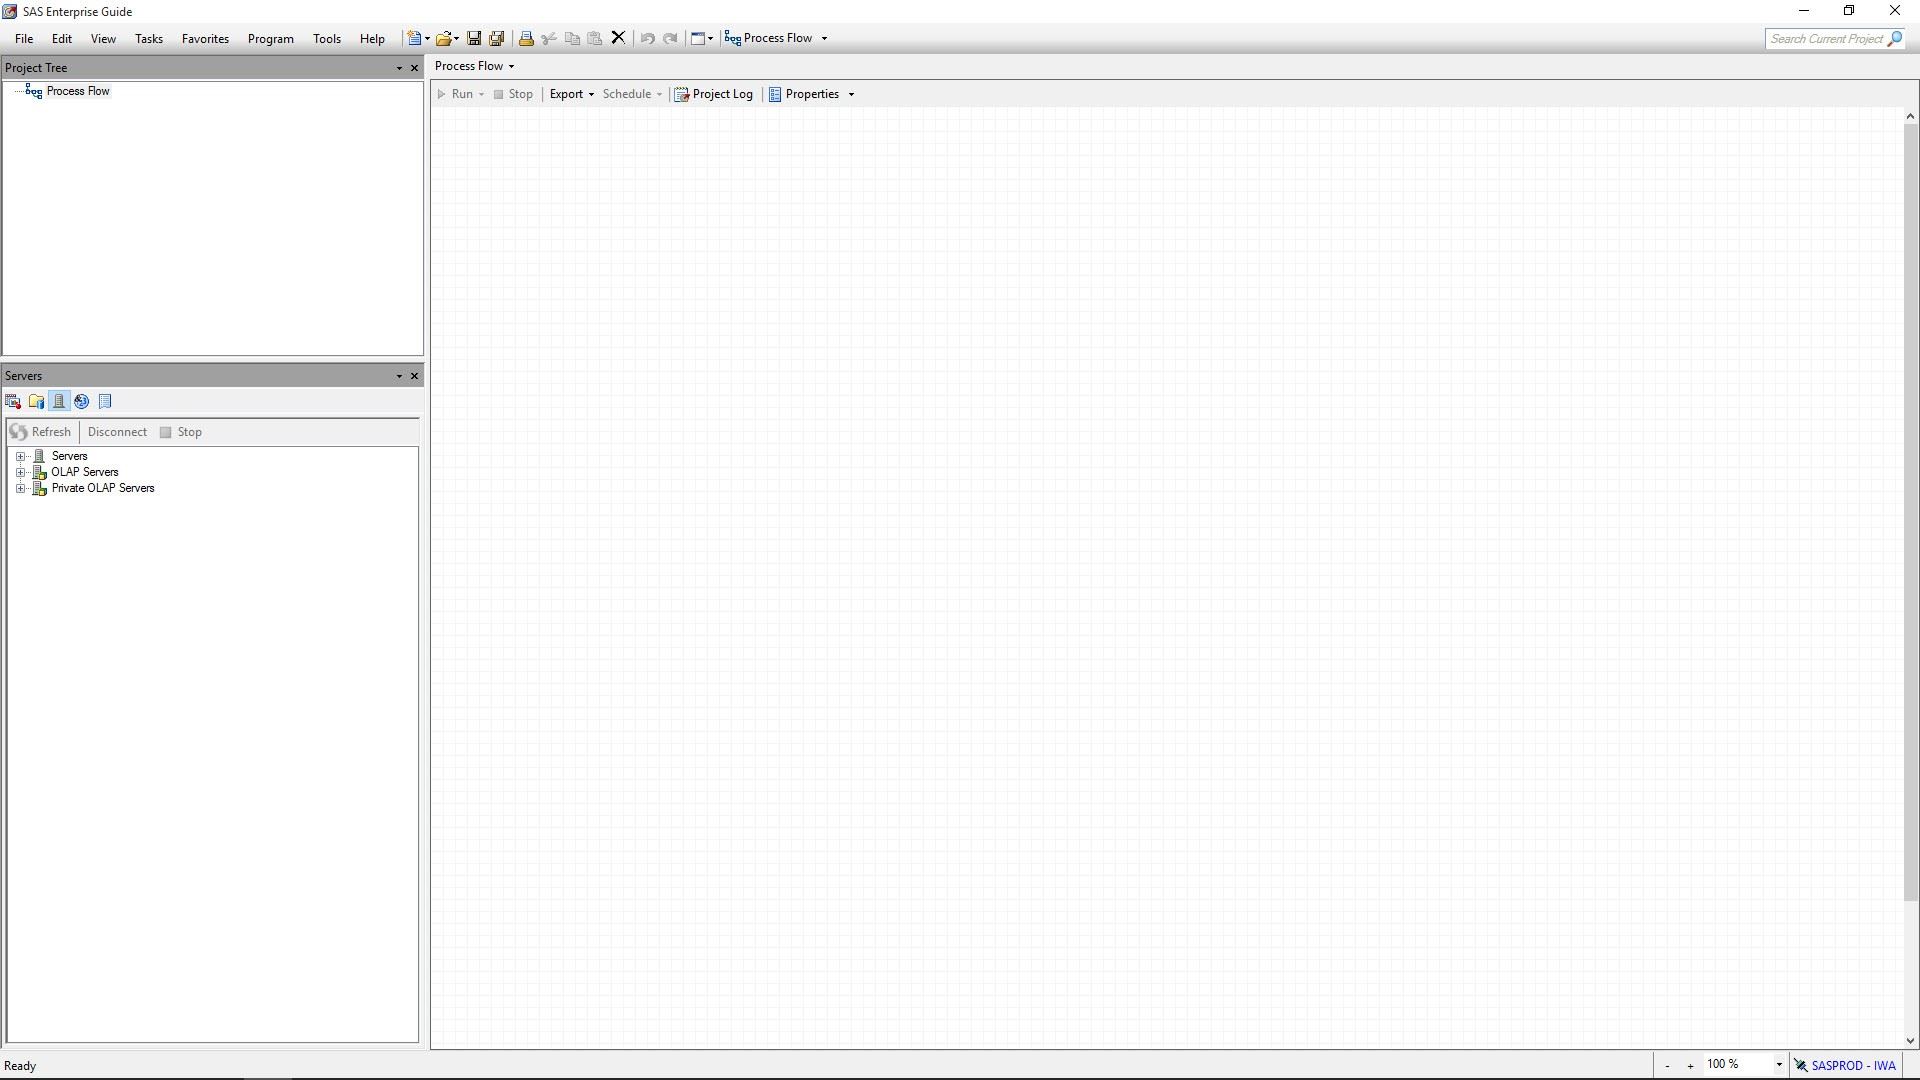 SAS Enterprise Guide
File Edit View Tasks Favorites Program Tools Help Process Flow Search Current Project
Project Tree
Process Flow
Process Flow
Run Stop Export Schedule Project Log Properties
Servers
Refresh Disconnect Stop
Servers
OLAP Servers
Private OLAP Servers
Ready - + 100 % SASPROD - IWA